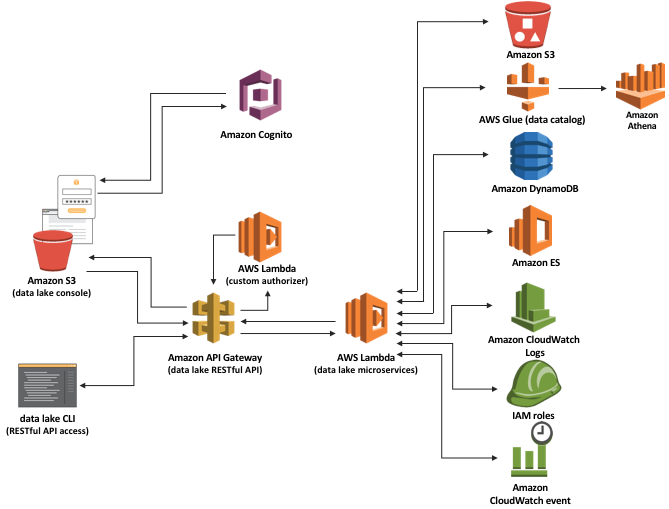 Amazon S3
AWS Glue (data catalog)
Amazon
Athena
Amazon Cognito
Amazon DynamoDB
Amazon ES
AWS Lambda
(custom authorizer)
Amazon S3
(data lake console)
Amazon CloudWatch
Logs
Amazon API Gateway
(data lake RESTful API)
AWS Lambda
(data lake microservices)
data lake CLI
(RESTful API access)
IAM roles
Amazon
CloudWatch event